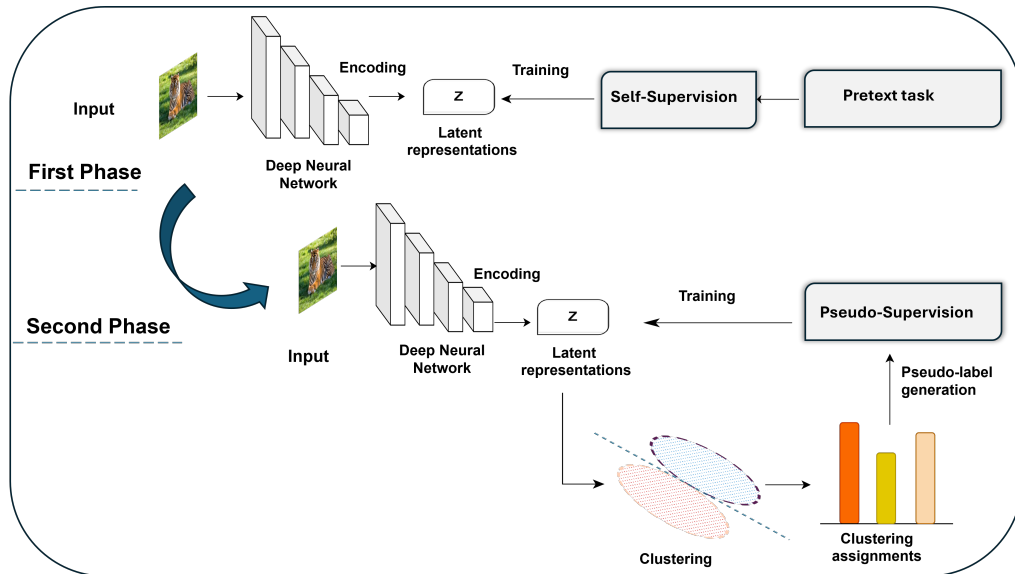 Input
Encoding
z
Training
Self-Supervision
Pretext task
Latent
representations
Deep Neural
Network
First Phase
Second Phase
Input
Encoding
z
Training
Pseudo-Supervision
Deep Neural
Network
Latent
representations
Pseudo-label
generation
Clustering
Clustering
assignments